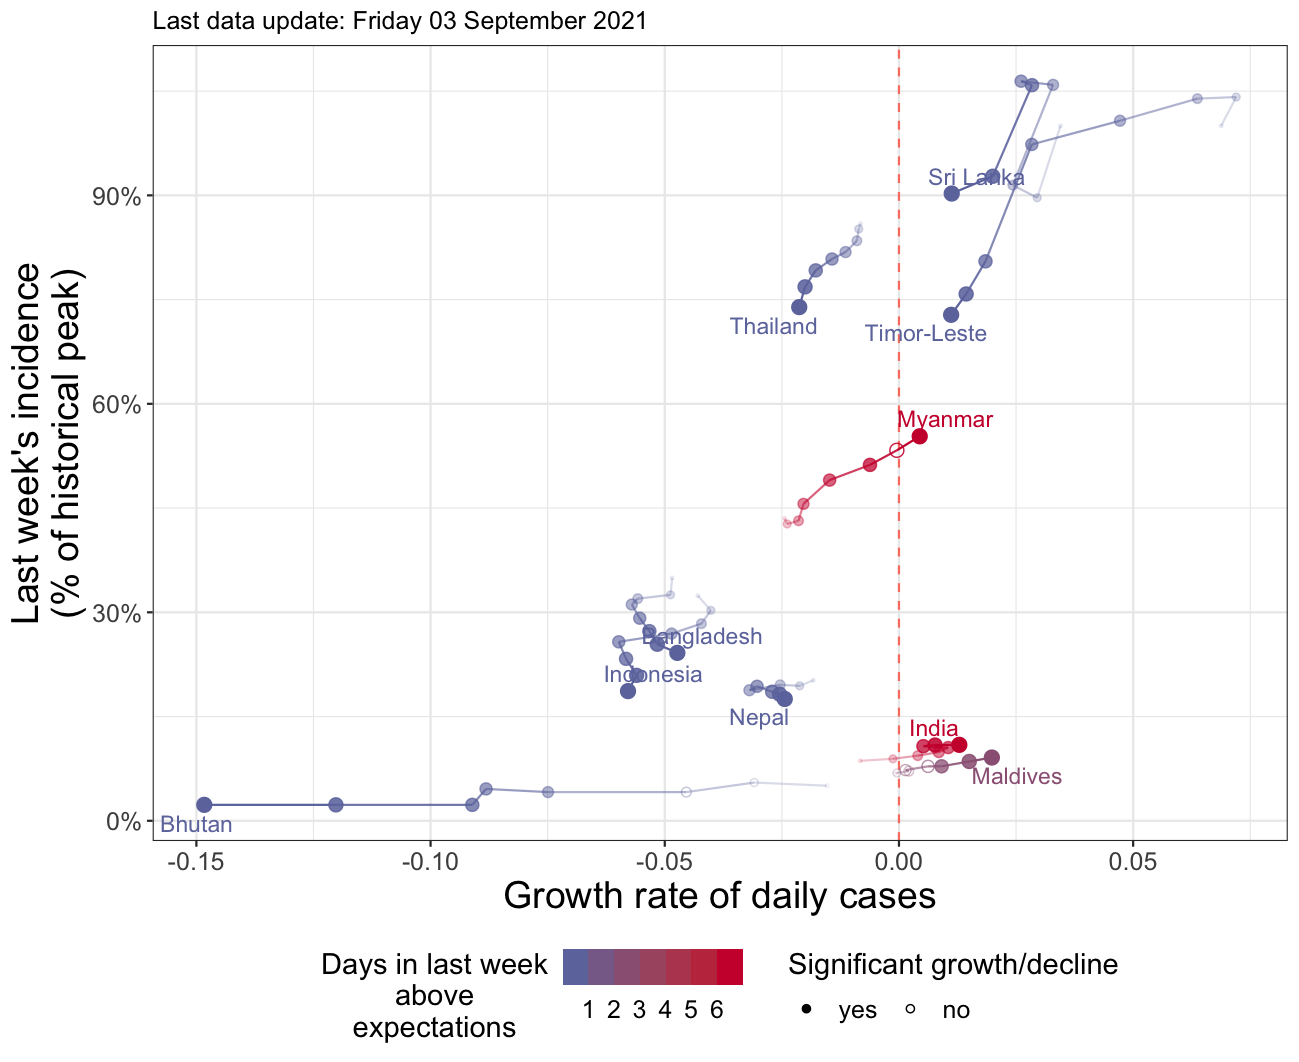 Last data update: Friday 03 September 2021
Last week's incidence
(% of historical peak)
90%
60%
30%
0%
Sri Lanka
Thailand
Timor-Leste
Myanmar
Bangladesh
Indonesia
Nepal
India
Maldives
Bhutan
-0.15
-0.10
-0.05
0.00
0.05
Growth rate of daily cases
Days in last week
above
expectations
1 2 3 4 5 6
Significant growth/decline
yes
no